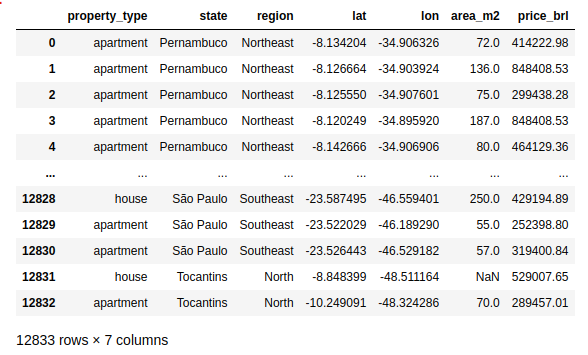 property_type state region lat lon area_m2 price_brl
0 apartment Pernambuco Northeast -8.134204 -34.906326 72.0 414222.98
1 apartment Pernambuco Northeast -8.126664 -34.903924 136.0 848408.53
2 apartment Pernambuco Northeast -8.125550 -34.907601 75.0 299438.28
3 apartment Pernambuco Northeast -8.120249 -34.895920 187.0 848408.53
4 apartment Pernambuco Northeast -8.142666 -34.906906 80.0 464129.36
... ... ... ... ... ... ... ...
12828 house São Paulo Southeast -23.587495 -46.559401 250.0 429194.89
12829 apartment São Paulo Southeast -23.522029 -46.189290 55.0 252398.80
12830 apartment São Paulo Southeast -23.526443 -46.529182 57.0 319400.84
12831 house Tocantins North -8.848399 -48.511164 NaN 529007.65
12832 apartment Tocantins North -10.249091 -48.324286 70.0 289457.01
12833 rows × 7 columns